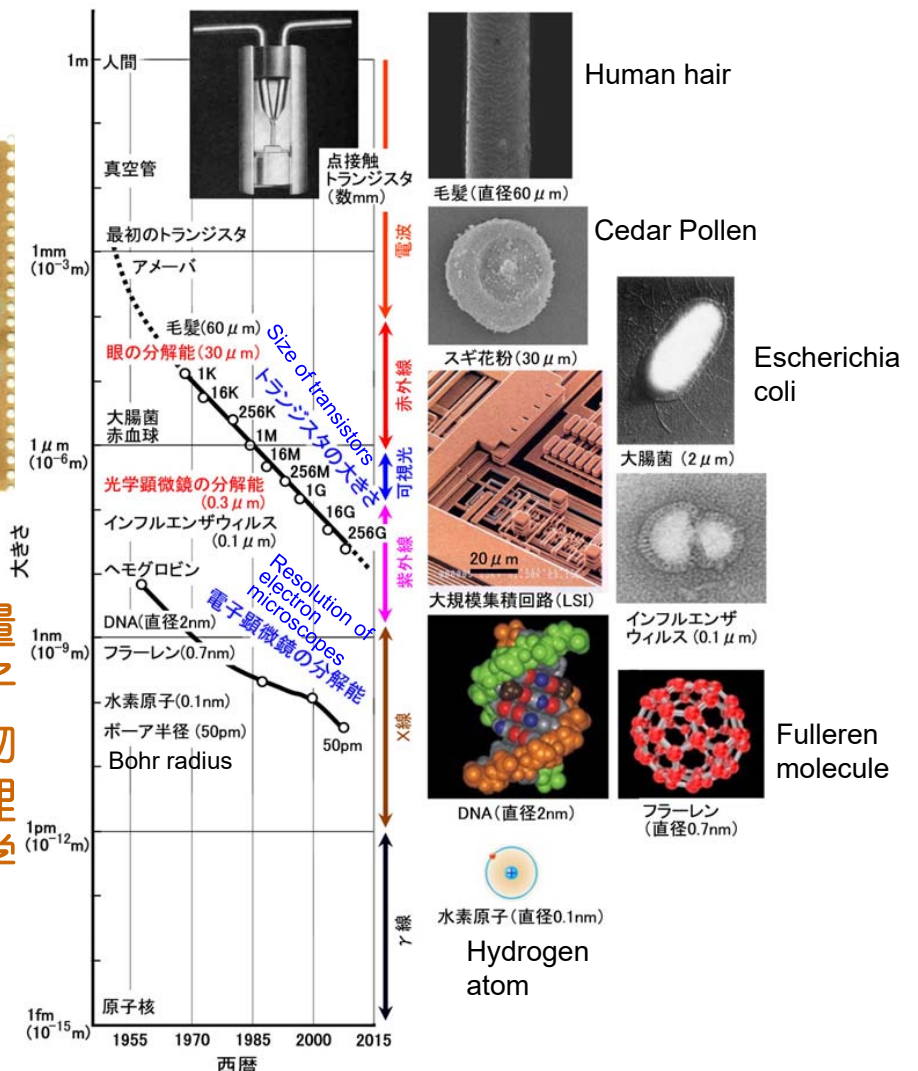 1m
人間
点接触
トランジスタ
(数mm)
真空管
最初のトランジスタ
1mm
(10⁻³m)
アメーバ
毛髪(60μm)
眼の分解能(30μm)
1K
16K
256K
1M
16M
256M
1G
16G
256G
Size of transistors
トランジスタの大きさ
大腸菌
赤血球
1μm
(10⁻⁶m)
光学顕微鏡の分解能
(0.3μm)
インフルエンザウィルス
(0.1μm)
大きさ
ヘモグロビン
Resolution of
electron
microscopes
電子顕微鏡の分解能
DNA(直径2nm)
1nm
(10⁻⁹m)
フラーレン(0.7nm)
水素原子(0.1nm)
ボーア半径 (50pm)
50pm
Bohr radius
1pm
(10⁻¹²m)
原子核
1fm
(10⁻¹⁵m)
1955 1970 1985 2000 2015
西暦
電波
赤外線
可視光
紫外線
X線
γ線
Human hair
毛髪(直径60μm)
Cedar Pollen
スギ花粉(30μm)
Escherichia
coli
大腸菌 (2μm)
20μm
大規模集積回路(LSI)
インフルエンザ
ウィルス (0.1μm)
DNA(直径2nm)
Fulleren
molecule
フラーレン
(直径0.7nm)
水素原子(直径0.1nm)
Hydrogen
atom